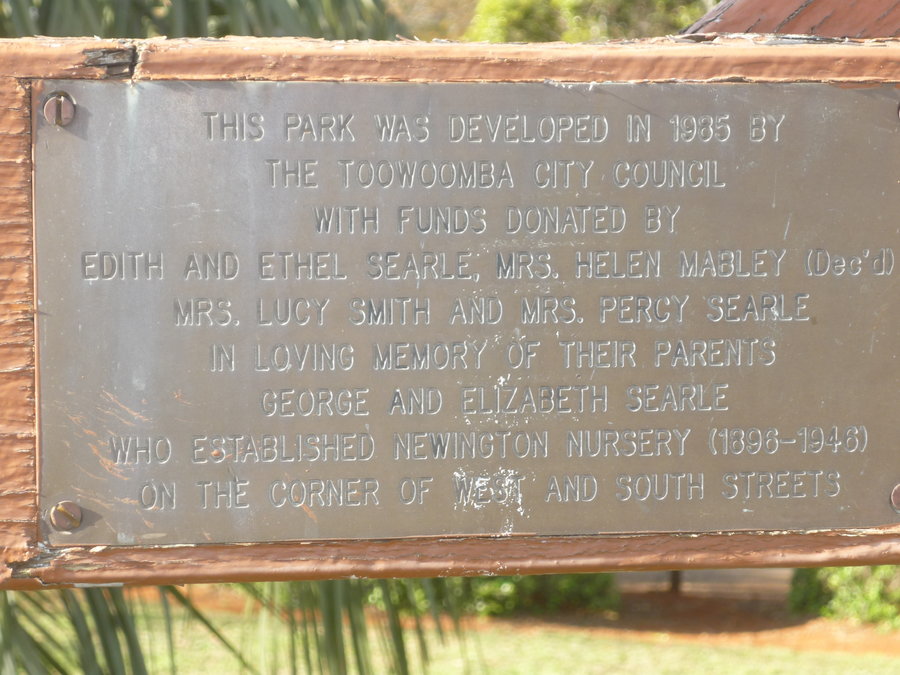 THIS PARK WAS DEVELOPED IN 1985 BY
THE TOOWOOMBA CITY COUNCIL
WITH FUNDS DONATED BY
EDITH AND ETHEL SEARLE, MRS. HELEN MABLEY (Dec'd)
MRS. LUCY SMITH AND MRS. PERCY SEARLE
IN LOVING MEMORY OF THEIR PARENTS
GEORGE AND ELIZABETH SEARLE
WHO ESTABLISHED NEWINGTON NURSERY (1896-1946)
ON THE CORNER OF WEST AND SOUTH STREETS